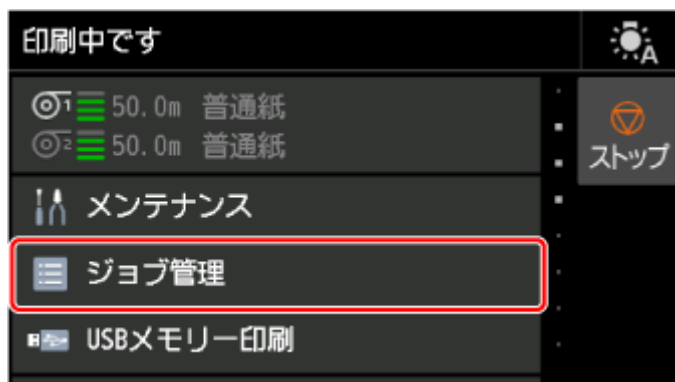 印刷中です
A
1 50.0m 普通紙
2 50.0m 普通紙
ストップ
メンテナンス
ジョブ管理
USBメモリー印刷